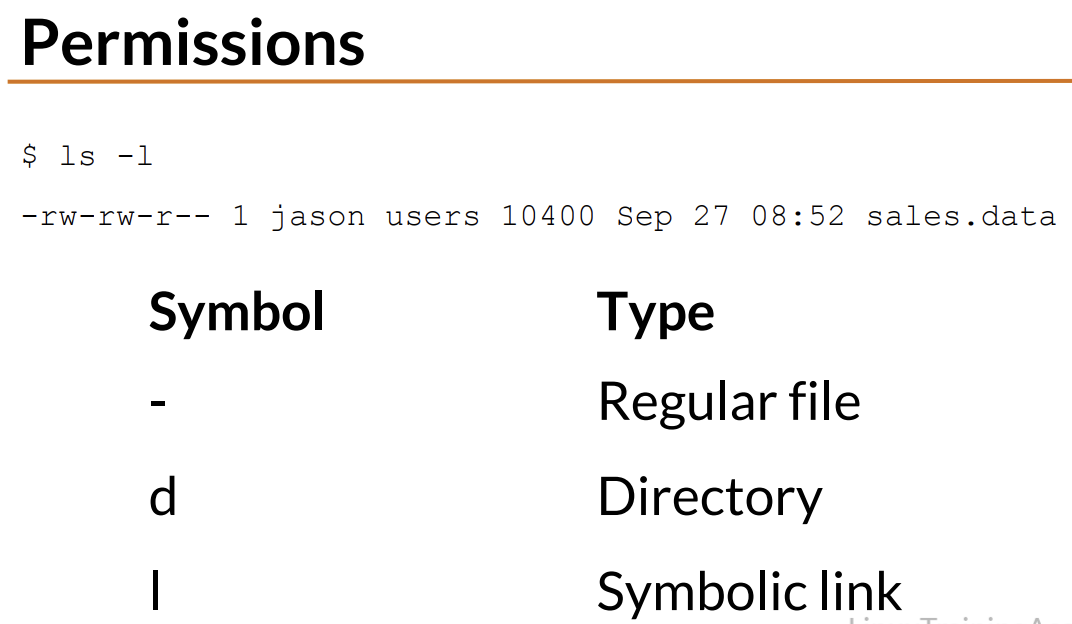 Permissions
$ ls -l
-rw-rw-r-- 1 jason users 10400 Sep 27 08:52 sales.data
Symbol Type
- Regular file
d Directory
l Symbolic link